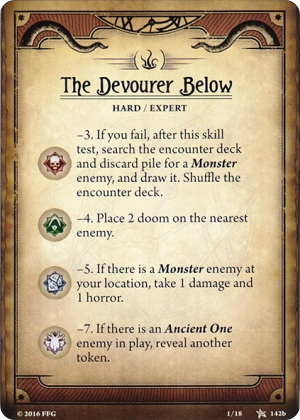 The Devourer Below
HARD / EXPERT
–3. If you fail, after this skill
test, search the encounter deck
and discard pile for a Monster
enemy, and draw it. Shuffle the
encounter deck.
–4. Place 2 doom on the nearest
enemy.
–5. If there is a Monster enemy at
your location, take 1 damage and
1 horror.
–7. If there is an Ancient One
enemy in play, reveal another
token.
© 2016 FFG
1/18
142b